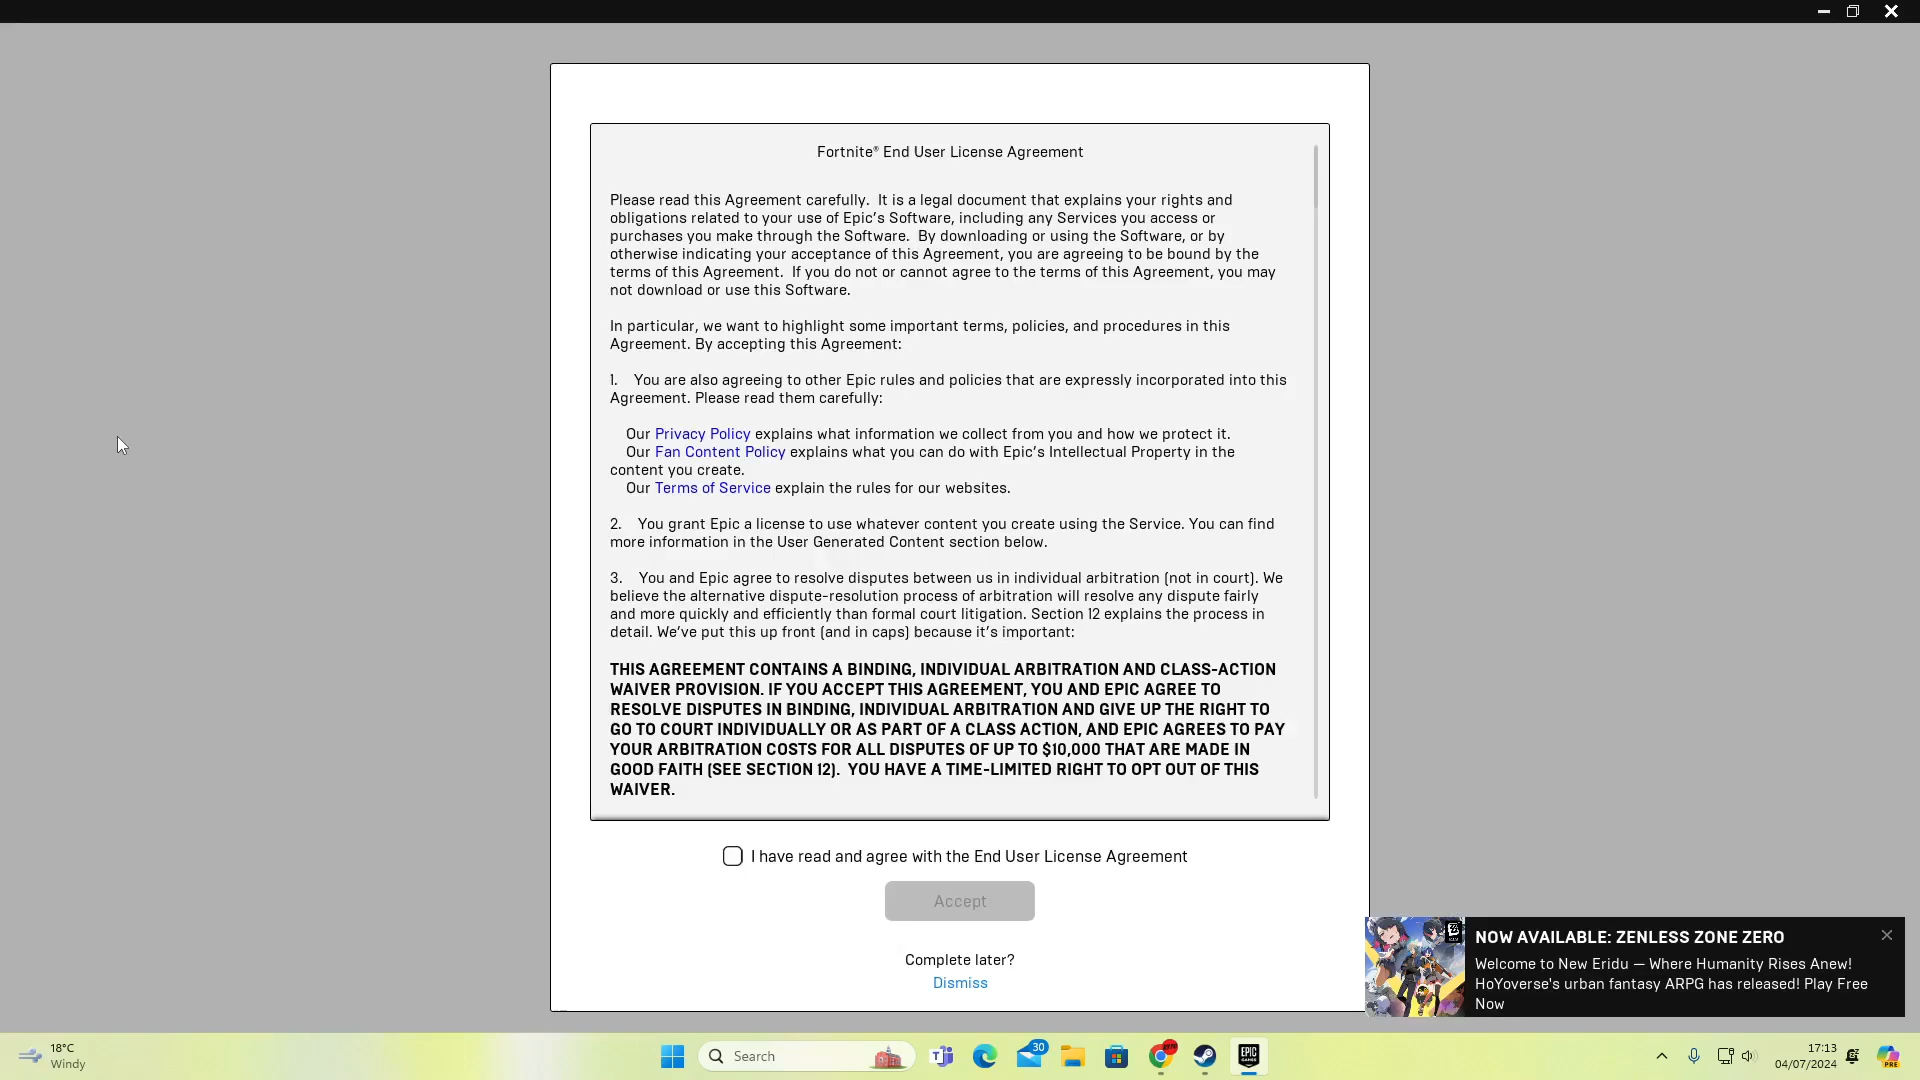 Fortnite® End User License Agreement
Please read this Agreement carefully.  It is a legal document that explains your rights and
obligations related to your use of Epic's Software, including any Services you access or
purchases you make through the Software.  By downloading or using the Software, or by
otherwise indicating your acceptance of this Agreement, you are agreeing to be bound by the
terms of this Agreement.  If you do not or cannot agree to the terms of this Agreement, you may
not download or use this Software.
In particular, we want to highlight some important terms, policies, and procedures in this
Agreement. By accepting this Agreement:
1.    You are also agreeing to other Epic rules and policies that are expressly incorporated into this
Agreement. Please read them carefully:
Our Privacy Policy explains what information we collect from you and how we protect it.
Our Fan Content Policy explains what you can do with Epic's Intellectual Property in the
content you create.
Our Terms of Service explain the rules for our websites.
2.    You grant Epic a license to use whatever content you create using the Service. You can find
more information in the User Generated Content section below.
3.    You and Epic agree to resolve disputes between us in individual arbitration (not in court). We
believe the alternative dispute-resolution process of arbitration will resolve any dispute fairly
and more quickly and efficiently than formal court litigation. Section 12 explains the process in
detail. We've put this up front (and in caps) because it's important:
THIS AGREEMENT CONTAINS A BINDING, INDIVIDUAL ARBITRATION AND CLASS-ACTION
WAIVER PROVISION. IF YOU ACCEPT THIS AGREEMENT, YOU AND EPIC AGREE TO
RESOLVE DISPUTES IN BINDING, INDIVIDUAL ARBITRATION AND GIVE UP THE RIGHT TO
GO TO COURT INDIVIDUALLY OR AS PART OF A CLASS ACTION, AND EPIC AGREES TO PAY
YOUR ARBITRATION COSTS FOR ALL DISPUTES OF UP TO $10,000 THAT ARE MADE IN
GOOD FAITH (SEE SECTION 12).  YOU HAVE A TIME-LIMITED RIGHT TO OPT OUT OF THIS
WAIVER.
I have read and agree with the End User License Agreement
Accept
Complete later?
Dismiss
NOW AVAILABLE: ZENLESS ZONE ZERO
Welcome to New Eridu — Where Humanity Rises Anew!
HoYoverse's urban fantasy ARPG has released! Play Free
Now
18°C
Windy
Search
30
EPIC
GAMES
17:13
04/07/2024
PRE